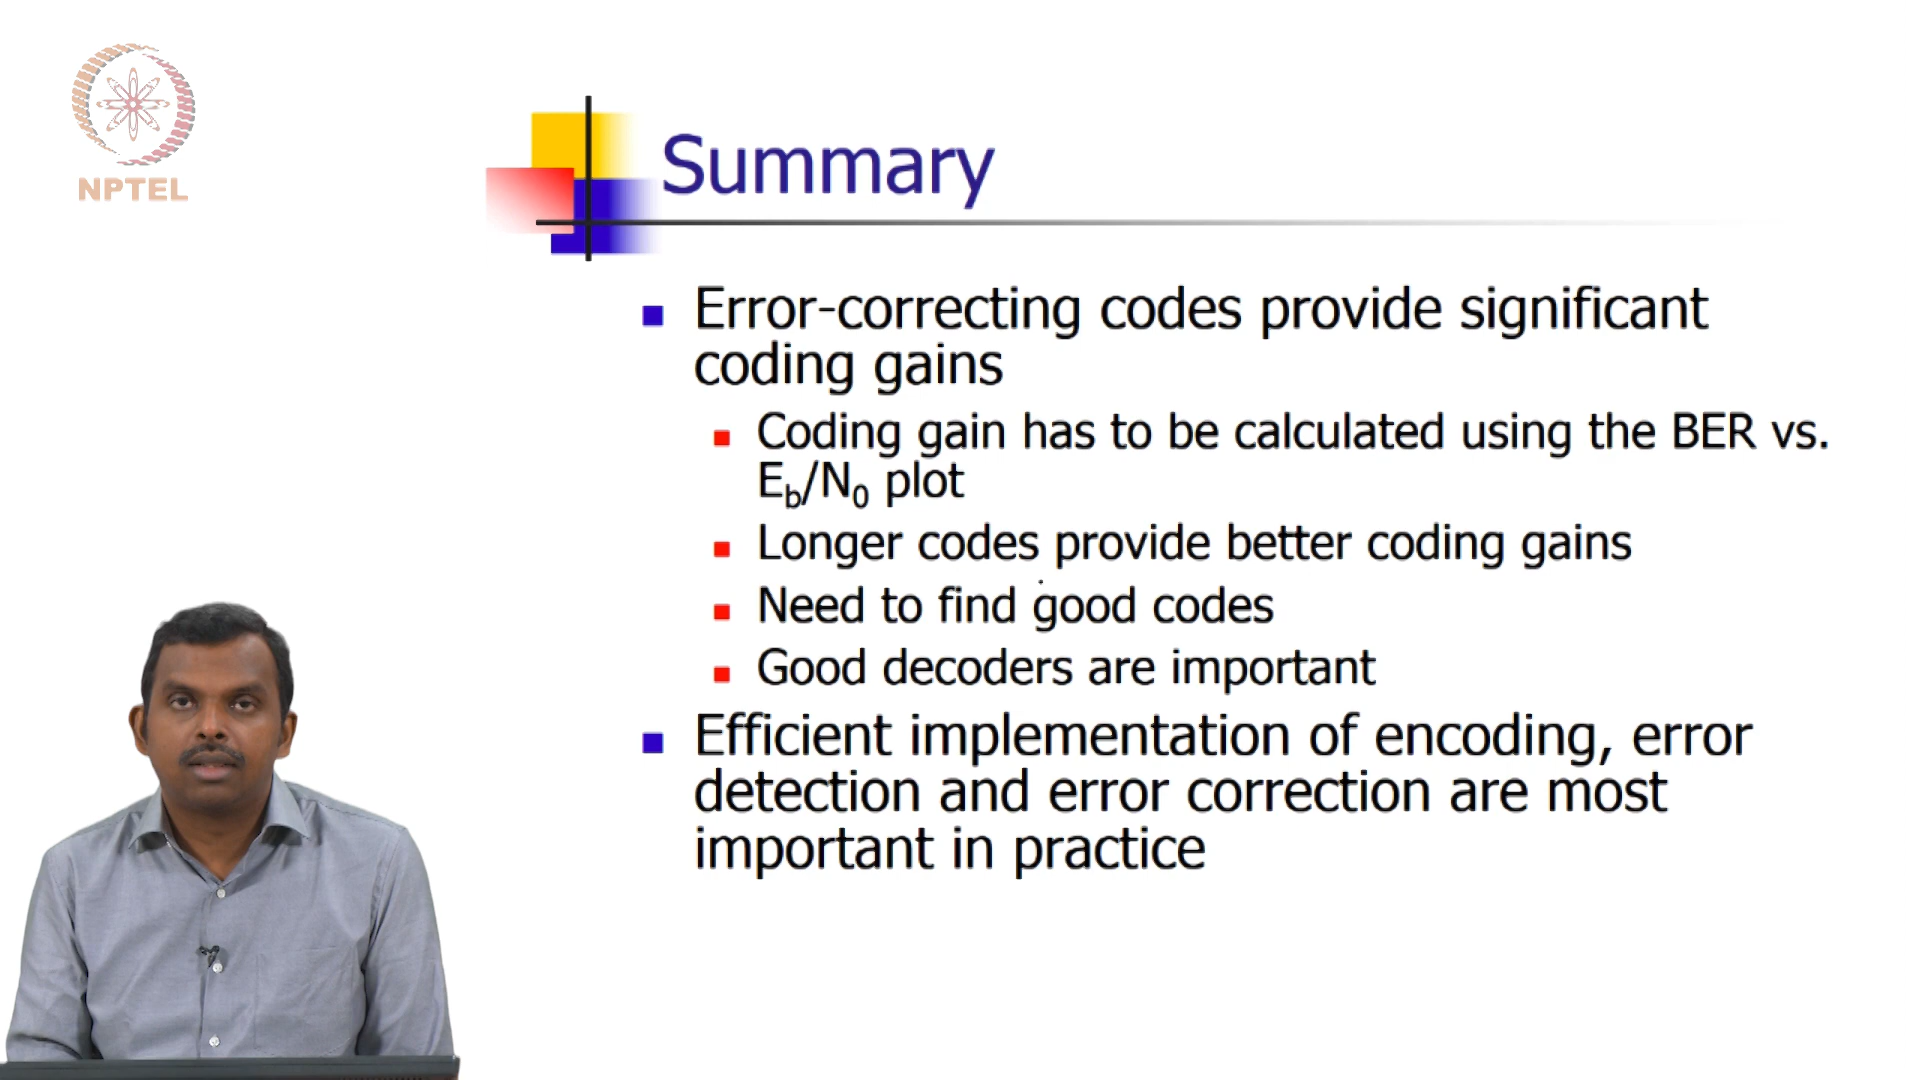 NPTEL
Summary
Error-correcting codes provide significant
coding gains
Coding gain has to be calculated using the BER vs.
E_b/N_0 plot
Longer codes provide better coding gains
Need to find good codes
Good decoders are important
Efficient implementation of encoding, error
detection and error correction are most
important in practice